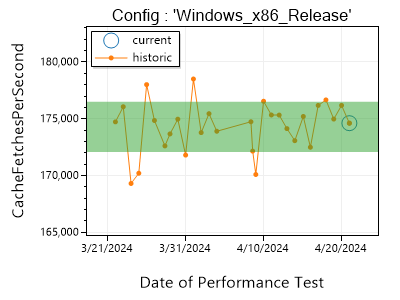 Config : 'Windows_x86_Release'
current
historic
CacheFetchesPerSecond
180,000
175,000
170,000
165,000
3/21/2024
3/31/2024
4/10/2024
4/20/2024
Date of Performance Test